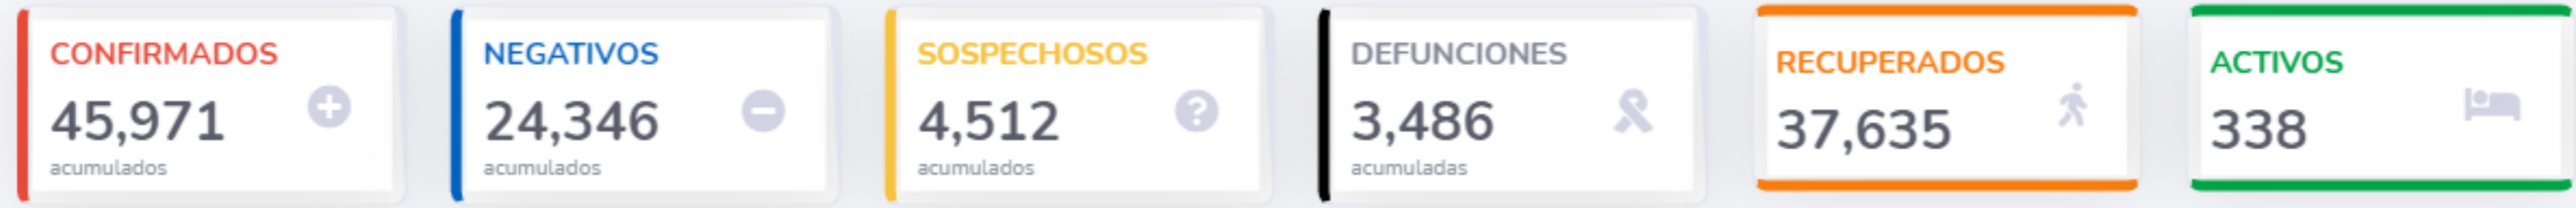 CONFIRMADOS
45,971
acumulados
NEGATIVOS
24,346
acumulados
SOSPECHOSOS
4,512
acumulados
DEFUNCIONES
3,486
acumuladas
RECUPERADOS
37,635
ACTIVOS
338